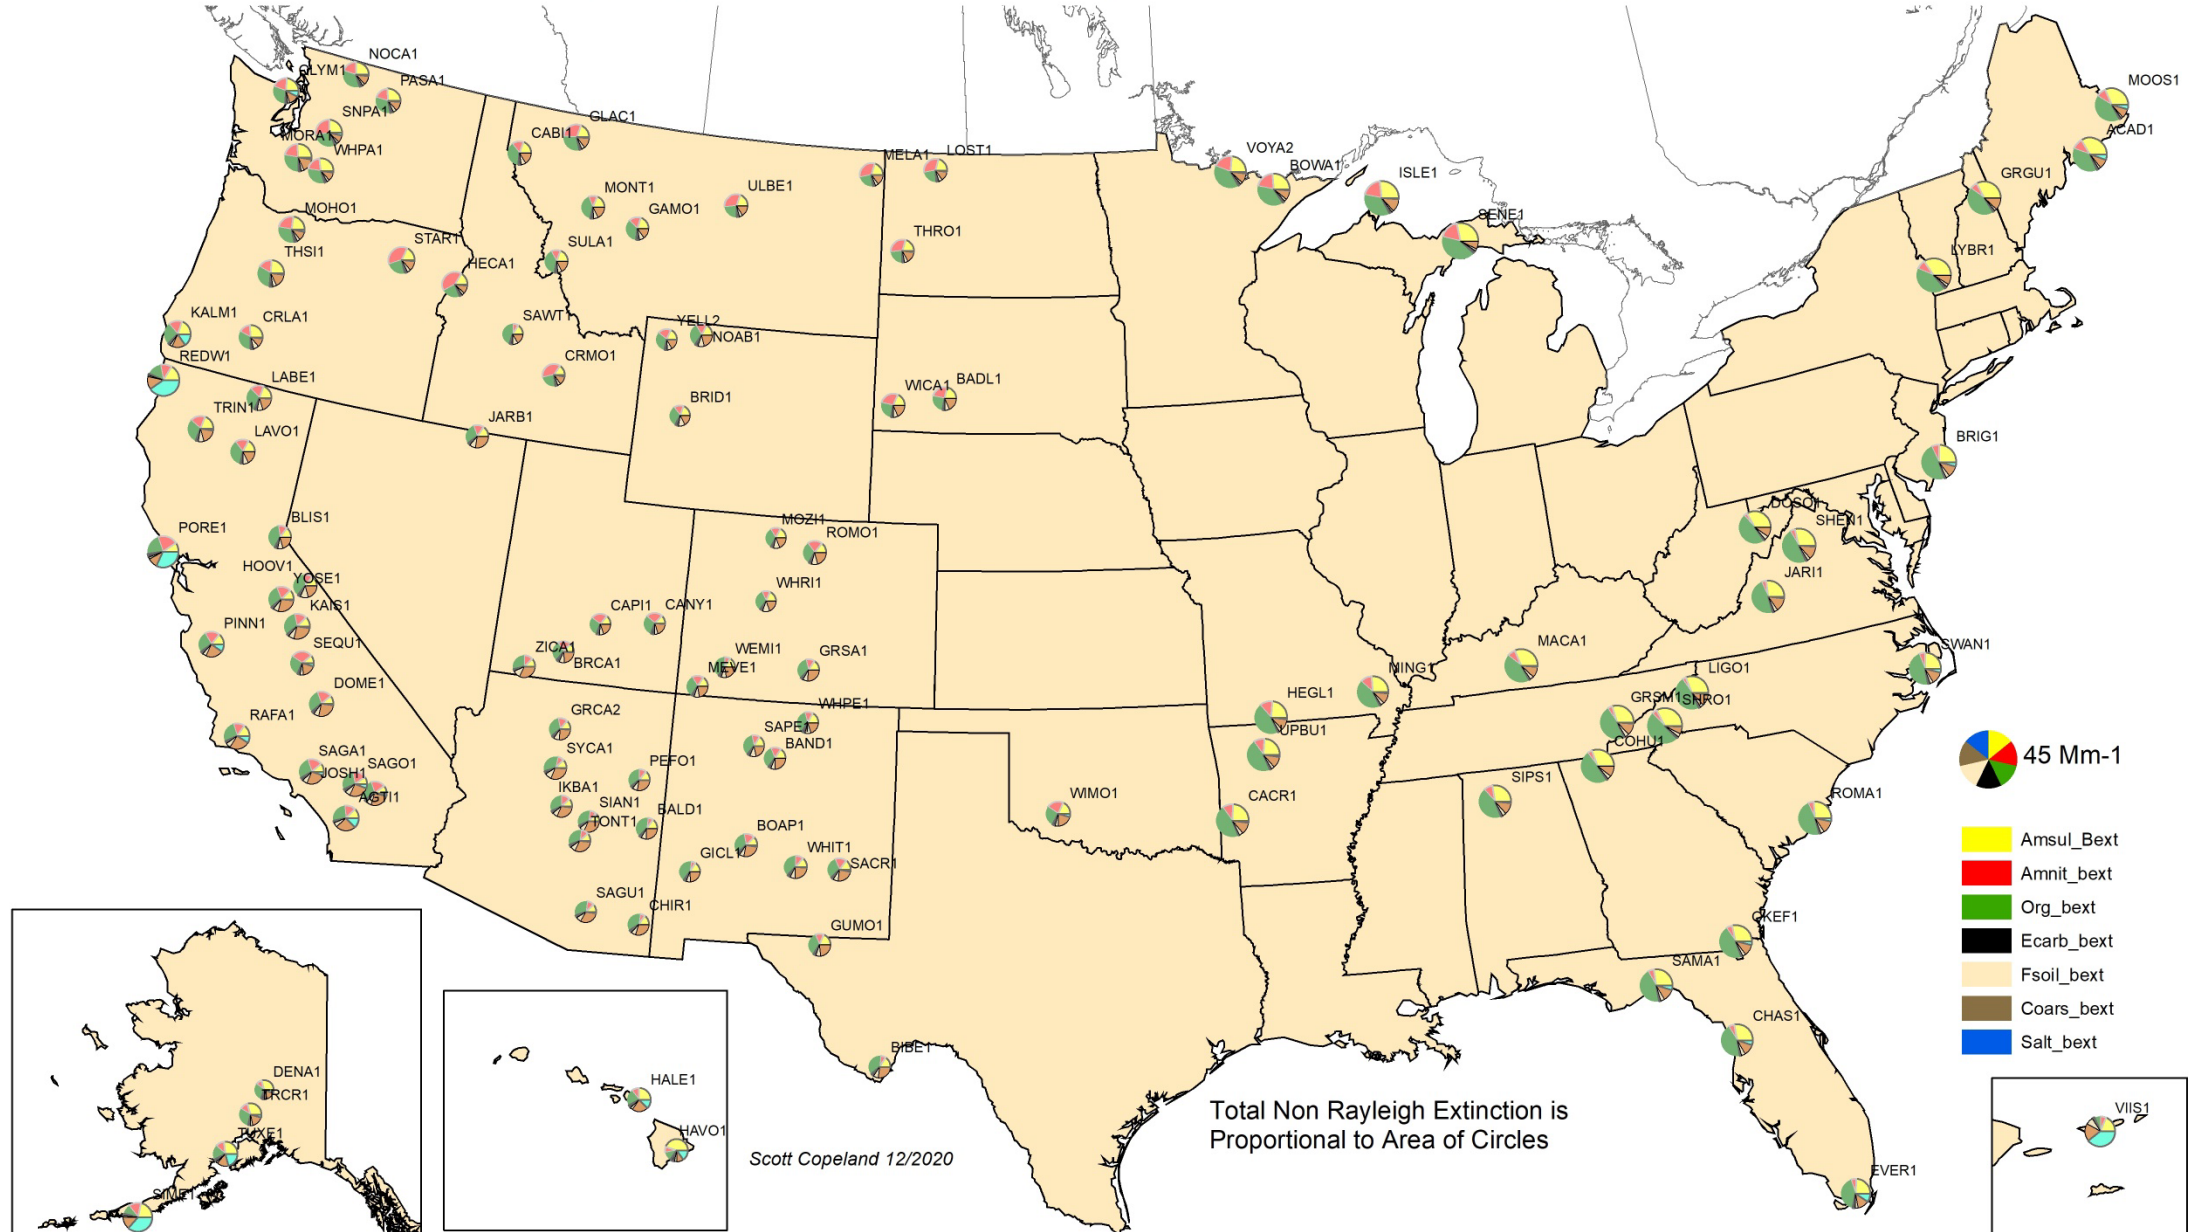 NOCA1
OLYM1
PASA1
SNPA1
MORA1
WHPA1
GLAC1
CABI1
MELA1
LOST1
VOYA2
BOWA1
ISLE1
SENE1
MOOS1
ACAD1
GRGU1
LYBR1
MONT1
ULBE1
GAMO1
MOHO1
STAR1
SULA1
THRO1
THSI1
HECA1
KALM1
CRLA1
SAWT1
YELL2
NOAB1
REDW1
CRMO1
LABE1
BRID1
WICA1
BADL1
TRIN1
LAVO1
JARB1
BRIG1
PORE1
BLIS1
MOZI1
ROMO1
DOSO1
SHEN1
HOOV1
YOSE1
KAIS1
WHRI1
JARI1
PINN1
SEQU1
CAPI1
CANY1
MACA1
SWAN1
ZICA1
BRCA1
WEMI1
MEVE1
GRSA1
MING1
LIGO1
DOME1
HEGL1
GRSM1
SHRO1
RAFA1
GRCA2
WHPE1
SAPE1
BAND1
UPBU1
COHU1
SAGA1
SAGO1
JOSH1
AGTI1
SYCA1
PEFO1
IKBA1
SIAN1
TONT1
BALD1
WIMO1
CACR1
SIPS1
ROMA1
BOAP1
GICL1
WHIT1
SACR1
SAGU1
CHIR1
GUMO1
OKEF1
SAMA1
CHAS1
BIBE1
EVER1
DENA1
TRCR1
TUXE1
SIME1
HALE1
HAVO1
VIIS1
45 Mm-1
Amsul_Bext
Amnit_bext
Org_bext
Ecarb_bext
Fsoil_bext
Coars_bext
Salt_bext
Total Non Rayleigh Extinction is
Proportional to Area of Circles
Scott Copeland 12/2020